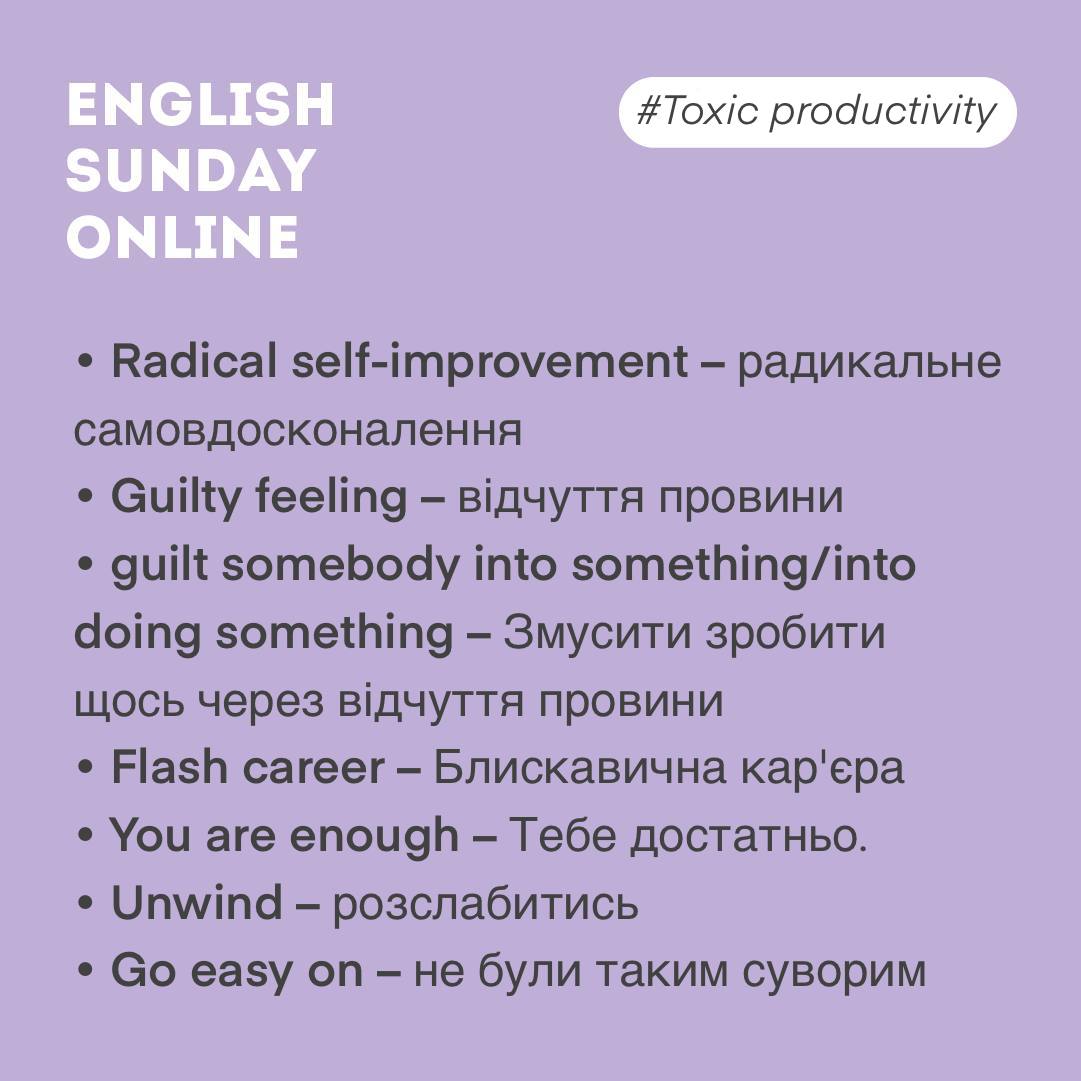 ENGLISH
SUNDAY
ONLINE
#Toxic productivity
• Radical self-improvement – радикальне
самовдосконалення
• Guilty feeling – відчуття провини
• guilt somebody into something/into
doing something – Змусити зробити
щось через відчуття провини
• Flash career – Блискавична кар'єра
• You are enough – Тебе достатньо.
• Unwind – розслабитись
• Go easy on – не були таким суворим